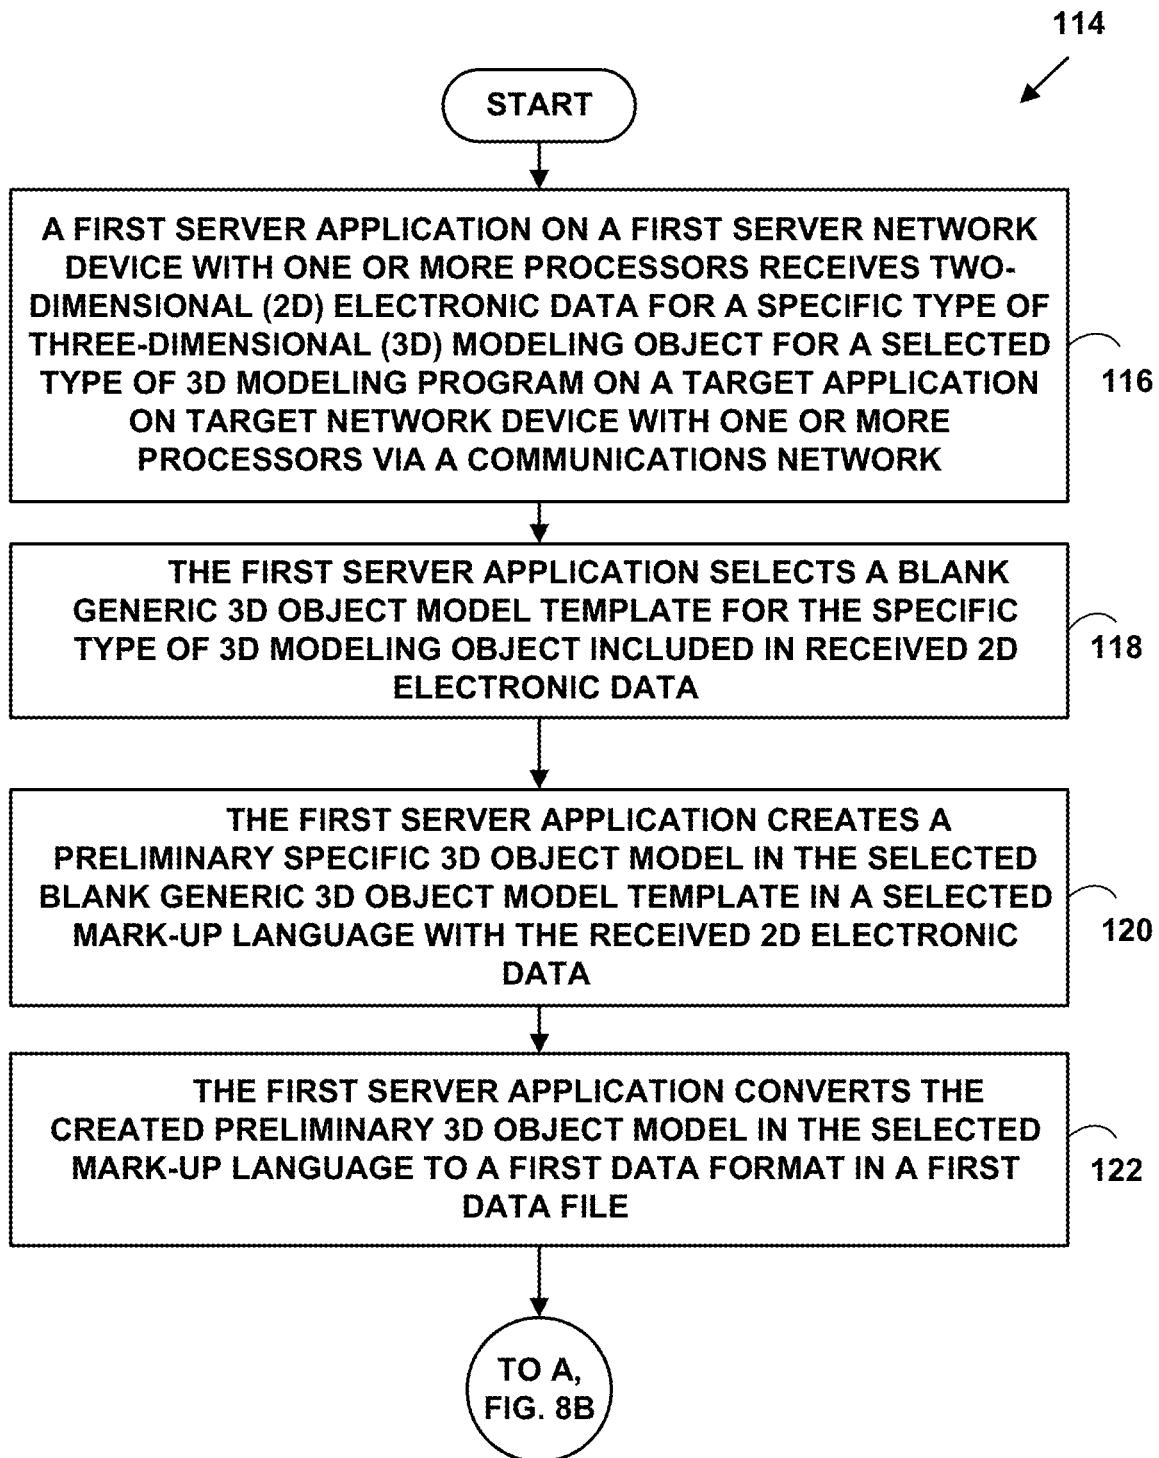 114
START
A FIRST SERVER APPLICATION ON A FIRST SERVER NETWORK
DEVICE WITH ONE OR MORE PROCESSORS RECEIVES TWO-
DIMENSIONAL (2D) ELECTRONIC DATA FOR A SPECIFIC TYPE OF
THREE-DIMENSIONAL (3D) MODELING OBJECT FOR A SELECTED
TYPE OF 3D MODELING PROGRAM ON A TARGET APPLICATION
ON TARGET NETWORK DEVICE WITH ONE OR MORE
PROCESSORS VIA A COMMUNICATIONS NETWORK
116
THE FIRST SERVER APPLICATION SELECTS A BLANK
GENERIC 3D OBJECT MODEL TEMPLATE FOR THE SPECIFIC
TYPE OF 3D MODELING OBJECT INCLUDED IN RECEIVED 2D
ELECTRONIC DATA
118
THE FIRST SERVER APPLICATION CREATES A
PRELIMINARY SPECIFIC 3D OBJECT MODEL IN THE SELECTED
BLANK GENERIC 3D OBJECT MODEL TEMPLATE IN A SELECTED
MARK-UP LANGUAGE WITH THE RECEIVED 2D ELECTRONIC
DATA
120
THE FIRST SERVER APPLICATION CONVERTS THE
CREATED PRELIMINARY 3D OBJECT MODEL IN THE SELECTED
MARK-UP LANGUAGE TO A FIRST DATA FORMAT IN A FIRST
DATA FILE
122
TO A,
FIG. 8B